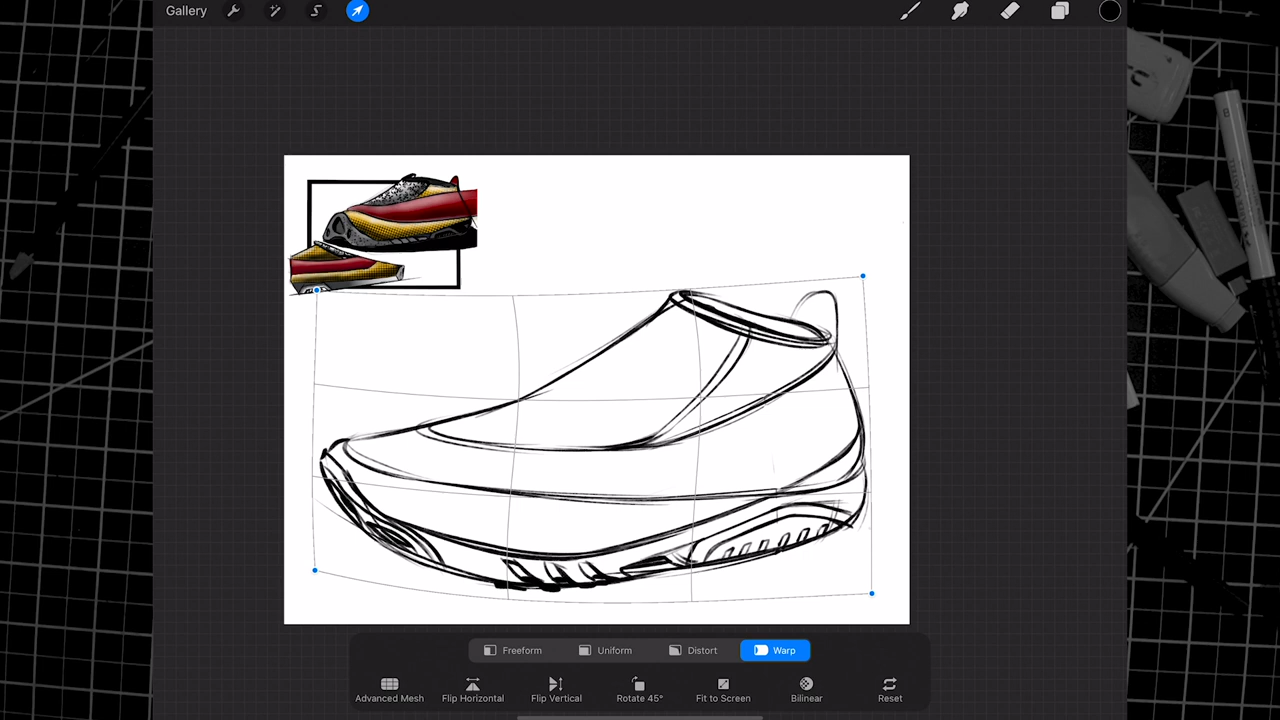 Gallery
Freeform Uniform Distort Warp
Advanced Mesh Flip Horizontal Flip Vertical Rotate 45° Fit to Screen Bilinear Reset